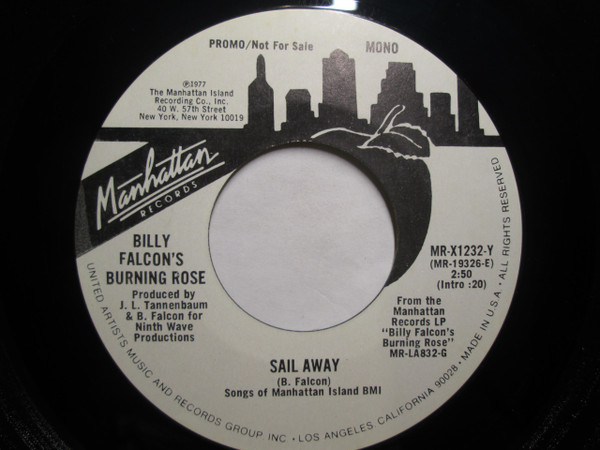 PROMO/Not For Sale
MONO
℗1977
The Manhattan Island
Recording Co., Inc.
40 W. 57th Street
New York, New York 10019
Manhattan
RECORDS
BILLY
FALCON'S
BURNING ROSE
Produced by
J. L. Tannenbaum
& B. Falcon for
Ninth Wave
Productions
MR-X1232-Y
(MR-19326-E)
2:50
(Intro :20)
From the
Manhattan
Records LP
"Billy Falcon's
Burning Rose"
MR-LA832-G
SAIL AWAY
(B. Falcon)
Songs of Manhattan Island BMI
UNITED ARTISTS MUSIC AND RECORDS GROUP INC. • LOS ANGELES, CALIFORNIA 90028 • MADE IN U.S.A. • ALL RIGHTS RESERVED